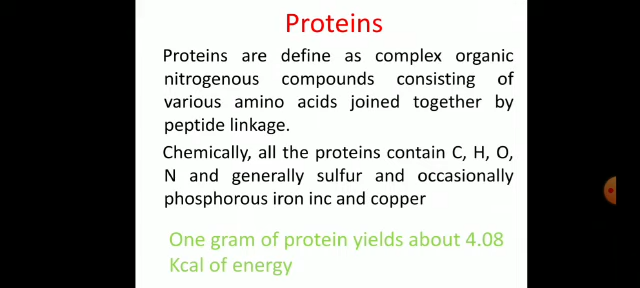 Proteins
Proteins are define as complex organic
nitrogenous compounds consisting of
various amino acids joined together by
peptide linkage.
Chemically, all the proteins contain C, H, O,
N and generally sulfur and occasionally
phosphorous iron inc and copper
One gram of protein yields about 4.08
Kcal of energy